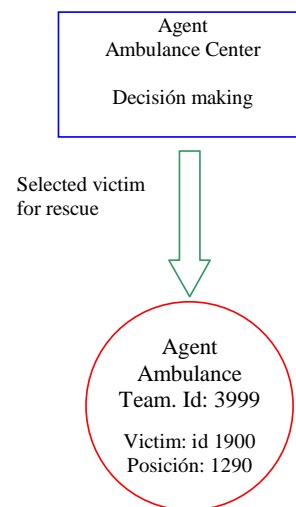 Agent
Ambulance Center
Decisión making
Selected victim
for rescue
Agent
Ambulance
Team. Id: 3999
Victim: id 1900
Posición: 1290